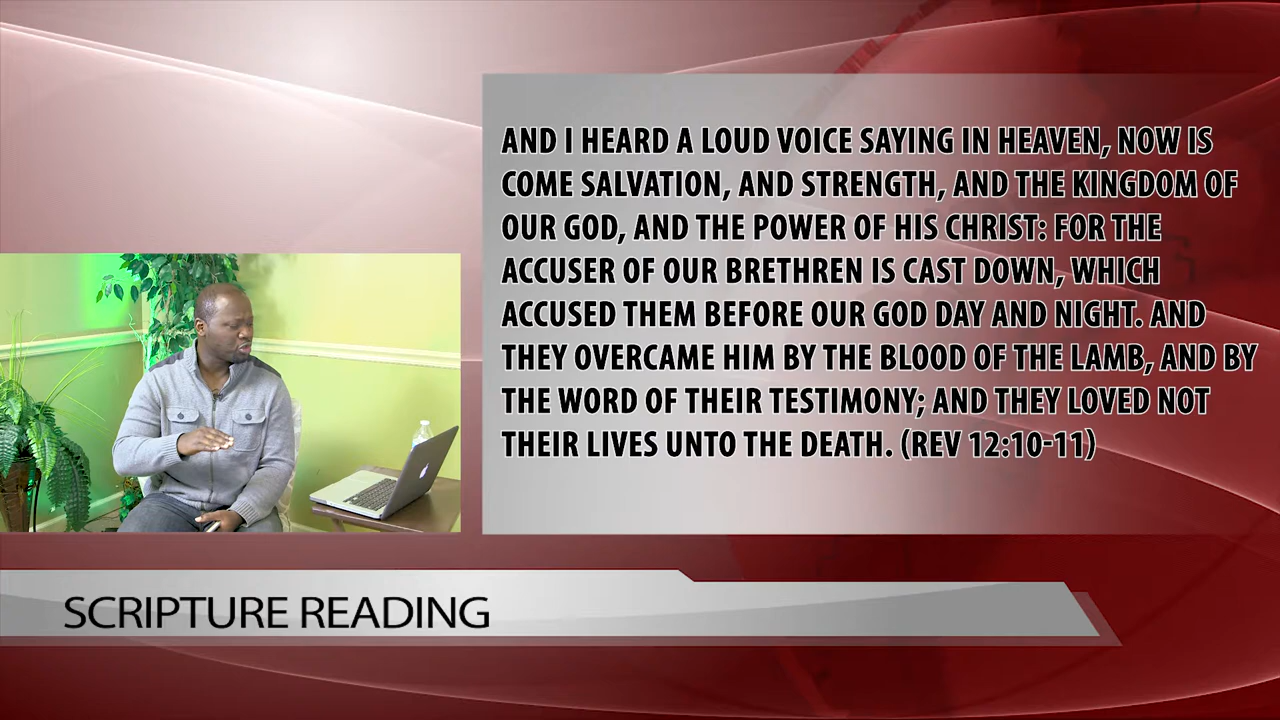 AND I HEARD A LOUD VOICE SAYING IN HEAVEN, NOW IS
COME SALVATION, AND STRENGTH, AND THE KINGDOM OF
OUR GOD, AND THE POWER OF HIS CHRIST: FOR THE
ACCUSER OF OUR BRETHREN IS CAST DOWN, WHICH
ACCUSED THEM BEFORE OUR GOD DAY AND NIGHT. AND
THEY OVERCAME HIM BY THE BLOOD OF THE LAMB, AND BY
THE WORD OF THEIR TESTIMONY; AND THEY LOVED NOT
THEIR LIVES UNTO THE DEATH. (REV 12:10-11)
SCRIPTURE READING